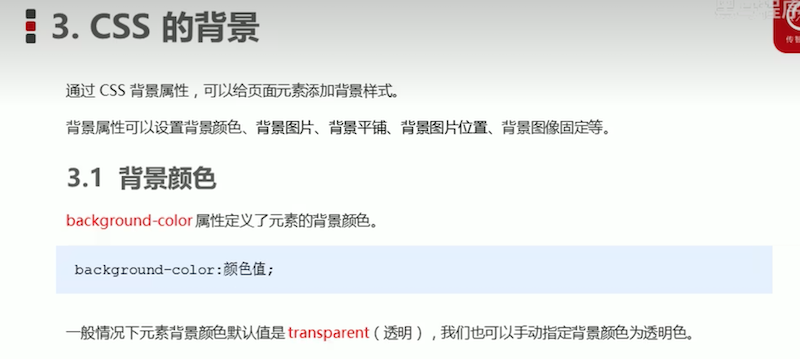 3. CSS 的背景
通过 CSS 背景属性，可以给页面元素添加背景样式。
背景属性可以设置背景颜色、背景图片、背景平铺、背景图片位置、背景图像固定等。
3.1 背景颜色
background-color 属性定义了元素的背景颜色。
background-color:颜色值;
一般情况下元素背景颜色默认值是 transparent（透明），我们也可以手动指定背景颜色为透明色。